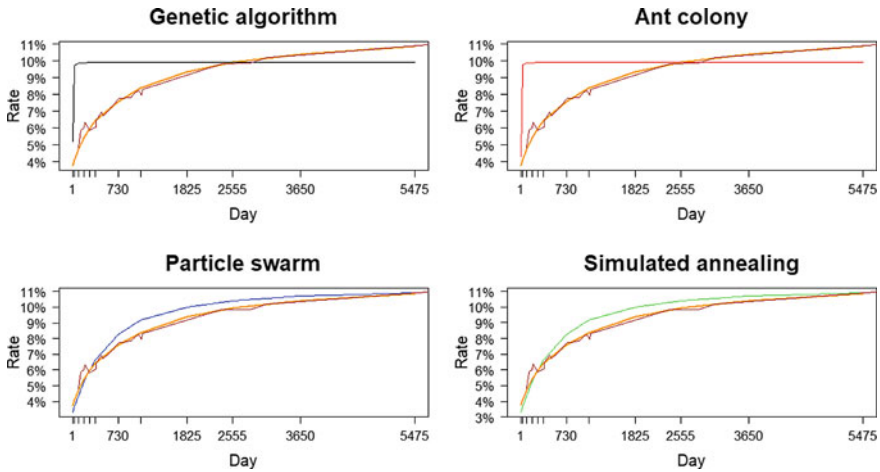 Genetic algorithm
Rate
11%
10%
9%
8%
7%
6%
5%
4%
1 730 1825 2555 3650 5475
Day
Ant colony
Rate
11%
10%
9%
8%
7%
6%
5%
4%
1 730 1825 2555 3650 5475
Day
Particle swarm
Rate
11%
10%
9%
8%
7%
6%
5%
4%
1 730 1825 2555 3650 5475
Day
Simulated annealing
Rate
11%
10%
9%
8%
7%
6%
5%
4%
3%
1 730 1825 2555 3650 5475
Day